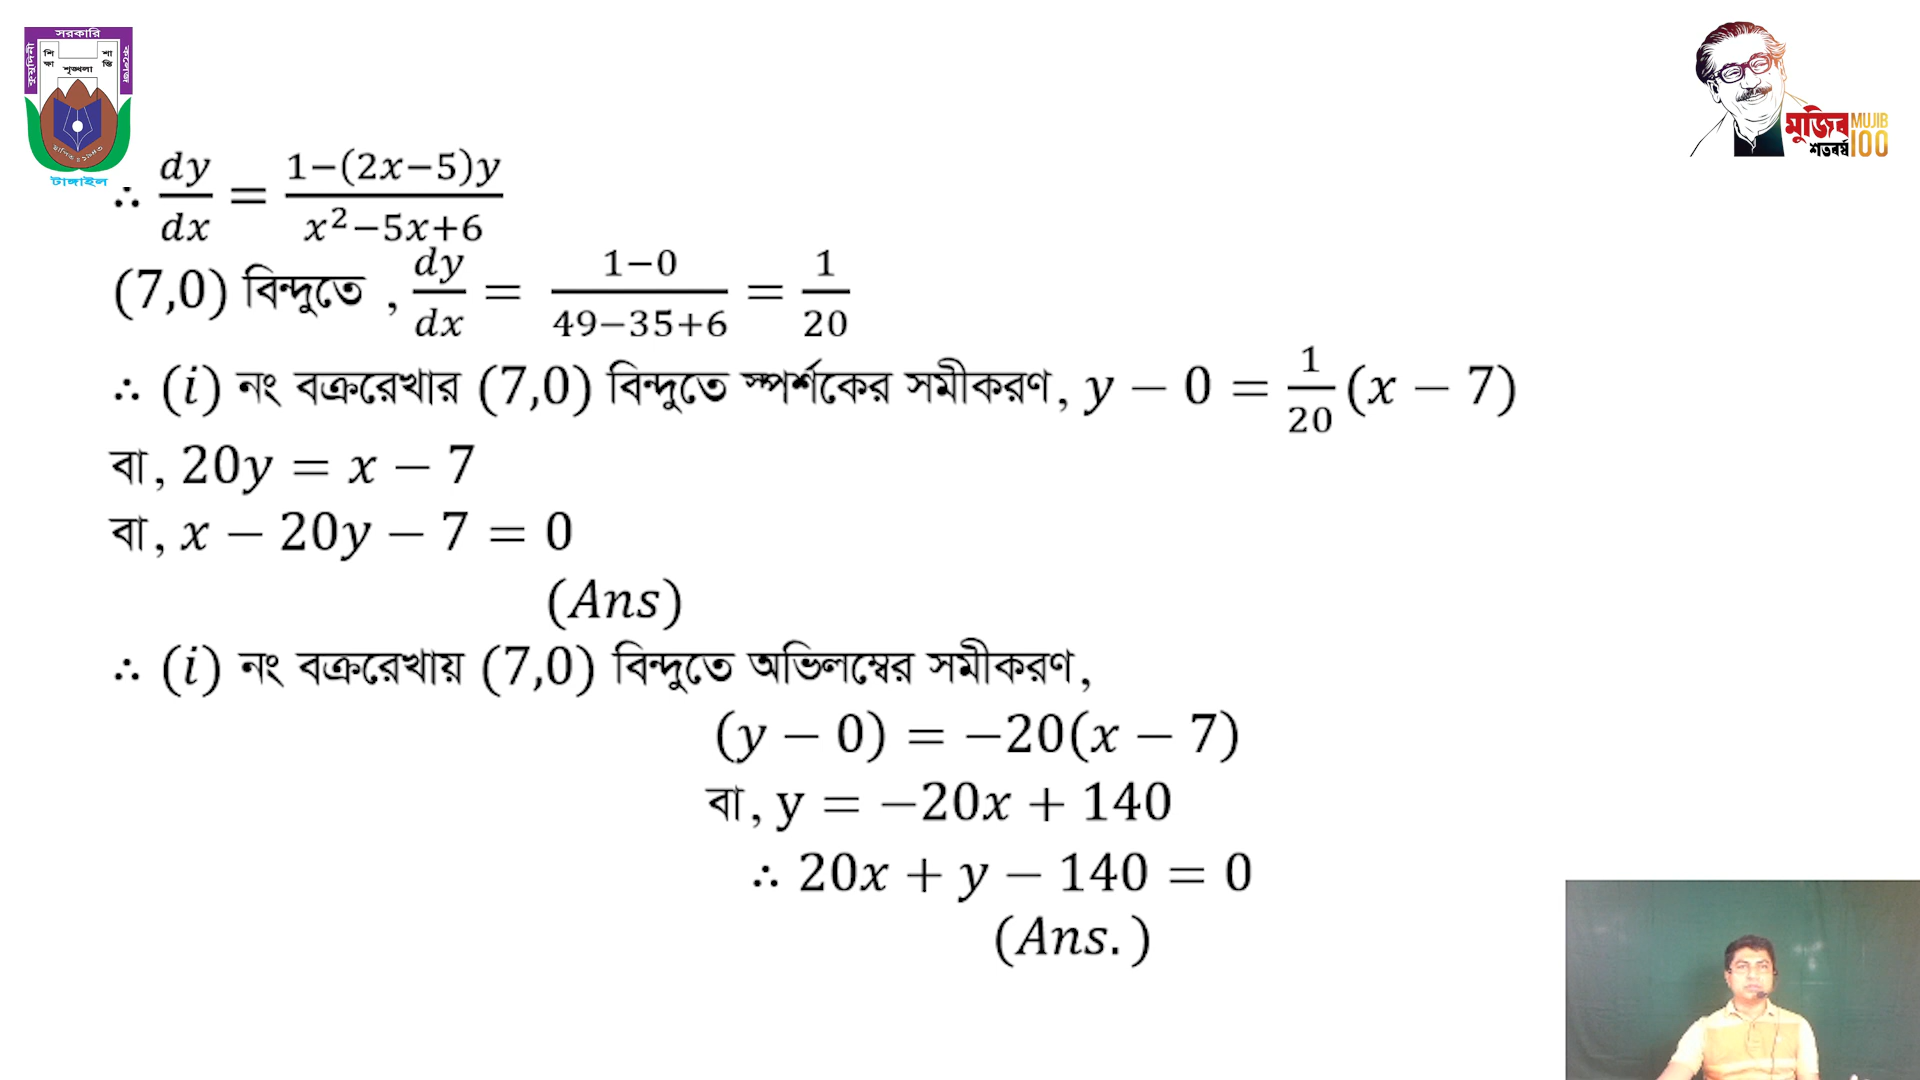 সরকারি
কুমুদিনী
কলেজ
শিক্ষা
শান্তি
শৃঙ্খলা
স্থাপিত : ১৯৪৩
টাঙ্গাইল
মুজিব MUJIB
শতবর্ষ 100
∴ dy/dx = (1−(2x−5)y)/(x²−5x+6)
(7,0) বিন্দুতে , dy/dx = (1−0)/(49−35+6) = 1/20
∴ (i) নং বক্ররেখার (7,0) বিন্দুতে স্পর্শকের সমীকরণ, y − 0 = 1/20 (x − 7)
বা, 20y = x − 7
বা, x − 20y − 7 = 0
(Ans)
∴ (i) নং বক্ররেখায় (7,0) বিন্দুতে অভিলম্বের সমীকরণ,
(y − 0) = −20(x − 7)
বা, y = −20x + 140
∴ 20x + y − 140 = 0
(Ans. )